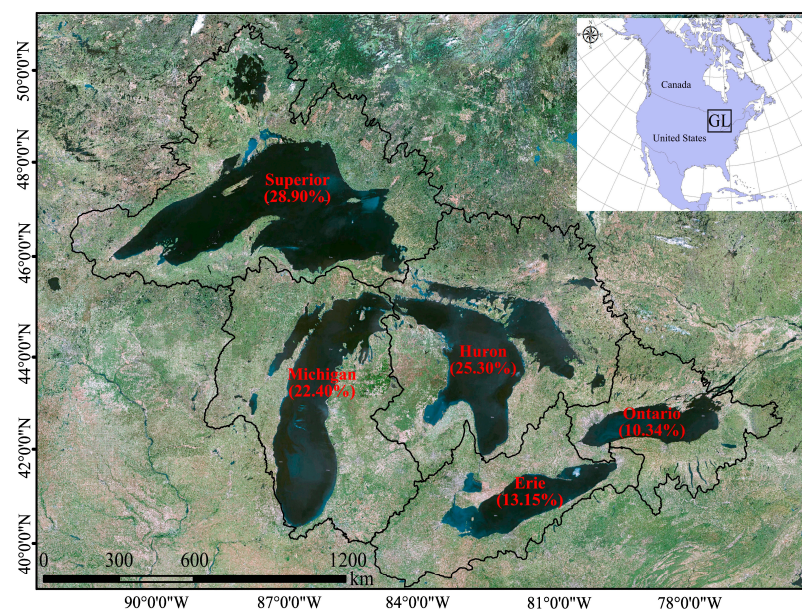 50°0'0"N
48°0'0"N
46°0'0"N
44°0'0"N
42°0'0"N
40°0'0"N
Canada
GL
United States
Superior
(28.90%)
Huron
(25.30%)
Michigan
(22.40%)
Ontario
(10.34%)
Erie
(13.15%)
0 300 600 1200
km
90°0'0"W 87°0'0"W 84°0'0"W 81°0'0"W 78°0'0"W